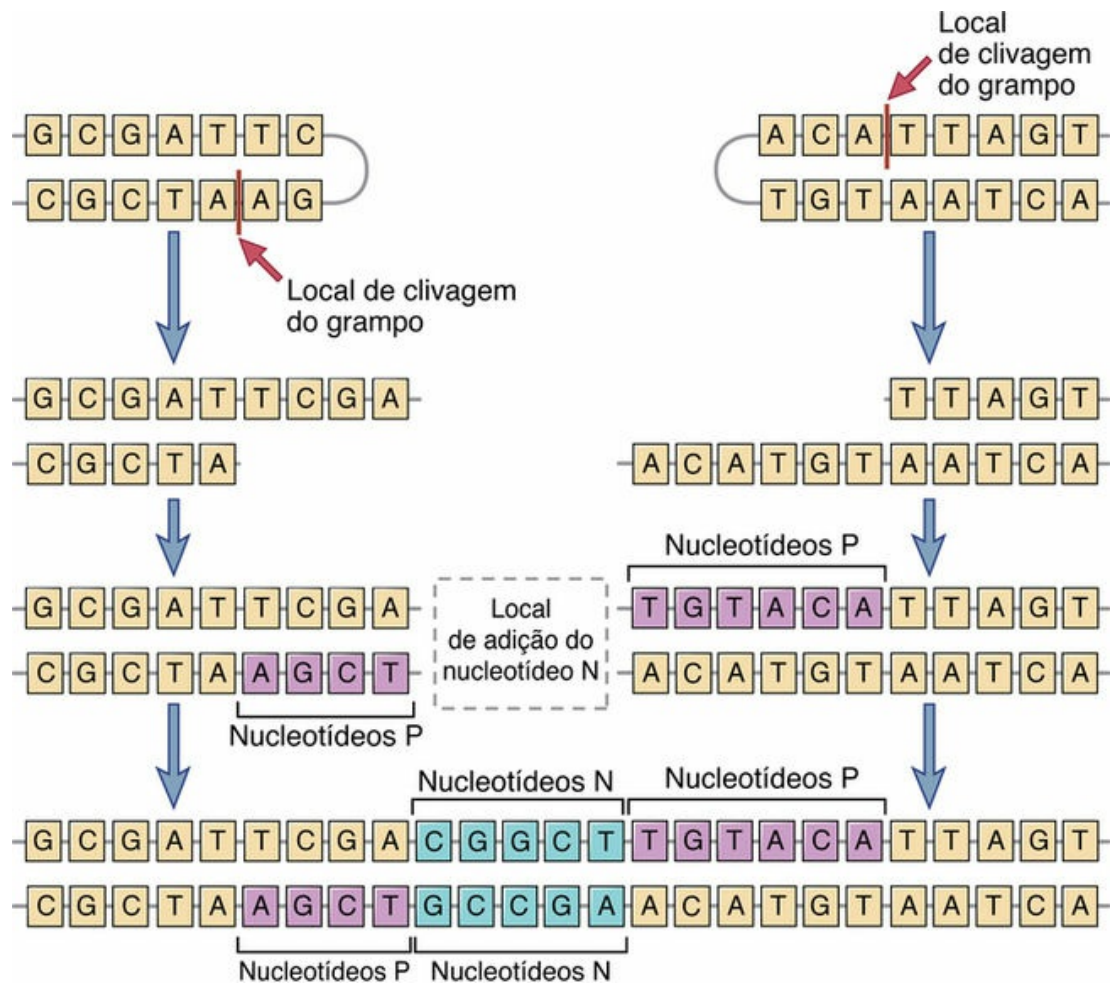 Local
de clivagem
do grampo
G C G A T T C
A C A T T A G T
C G C T A A G
T G T A A T C A
Local de clivagem
do grampo
G C G A T T C G A
T T A G T
C G C T A
A C A T G T A A T C A
Nucleotídeos P
G C G A T T C G A
Local
de adição do
nucleotídeo N
T G T A C A T T A G T
C G C T A A G C T
A C A T G T A A T C A
Nucleotídeos P
Nucleotídeos N
Nucleotídeos P
G C G A T T C G A C G G C T T G T A C A T T A G T
C G C T A A G C T G C C G A A C A T G T A A T C A
Nucleotídeos P
Nucleotídeos N